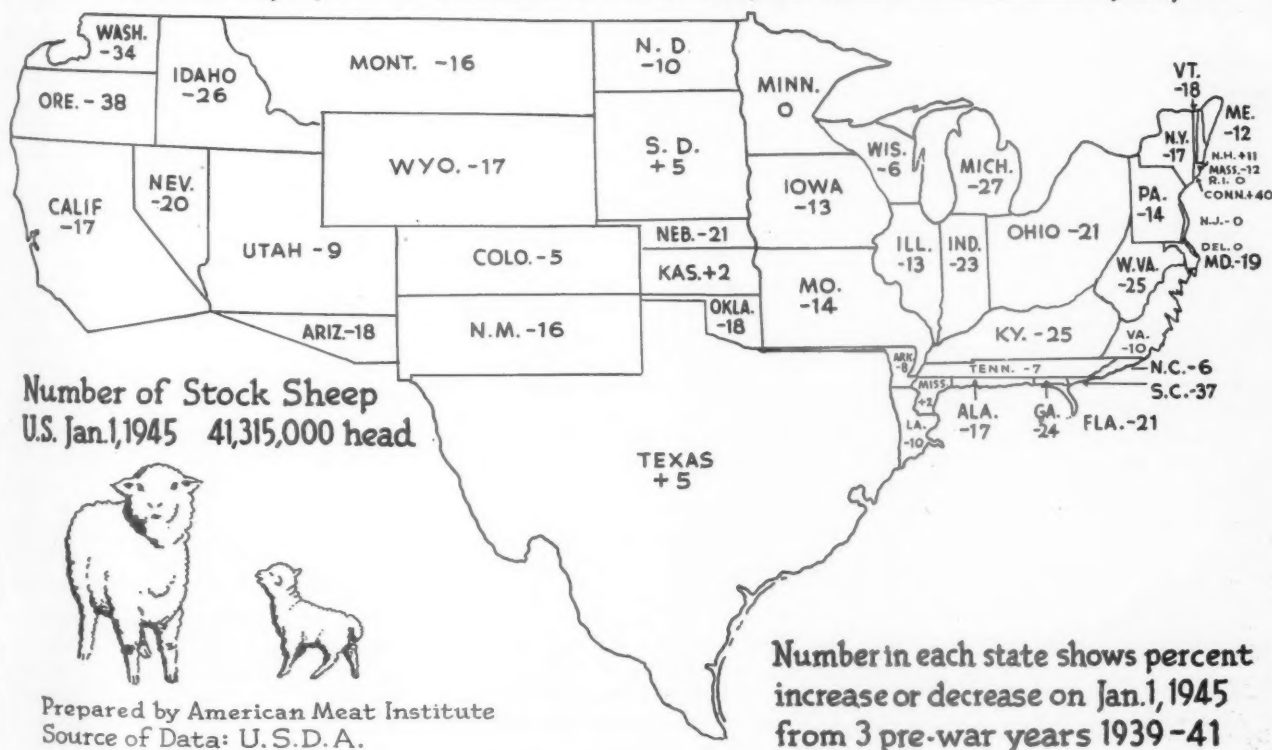 WASH.
-34
ORE. - 38
IDAHO
-26
MONT. -16
N. D.
-10
MINN.
0
VT.
-18
ME.
-12
N.Y.
-17
N.H. +11
MASS.-12
R.I. 0
CONN.+40
WYO. -17
S. D.
+5
WIS.
-6
MICH.
-27
CALIF
-17
NEV.
-20
UTAH -9
IOWA
-13
PA.
-14
N.J.- 0
DEL. 0
MD.-19
NEB.-21
COLO. - 5
KAS.+2
ILL.
-13
IND.
-23
OHIO -21
W.VA.
-25
MO.
-14
ARIZ.-18
N.M. -16
OKLA.
-18
KY. -25
VA.
-10
ARK.
-8
TENN. -7
N.C.-6
S.C.-37
MISS.
+2
LA.
-10
ALA.
-17
GA.
-24
FLA.-21
TEXAS
+ 5
Number of Stock Sheep
U.S. Jan.1,1945 41,315,000 head
Prepared by American Meat Institute
Source of Data: U.S.D.A.
Number in each state shows percent
increase or decrease on Jan.1,1945
from 3 pre-war years 1939-41